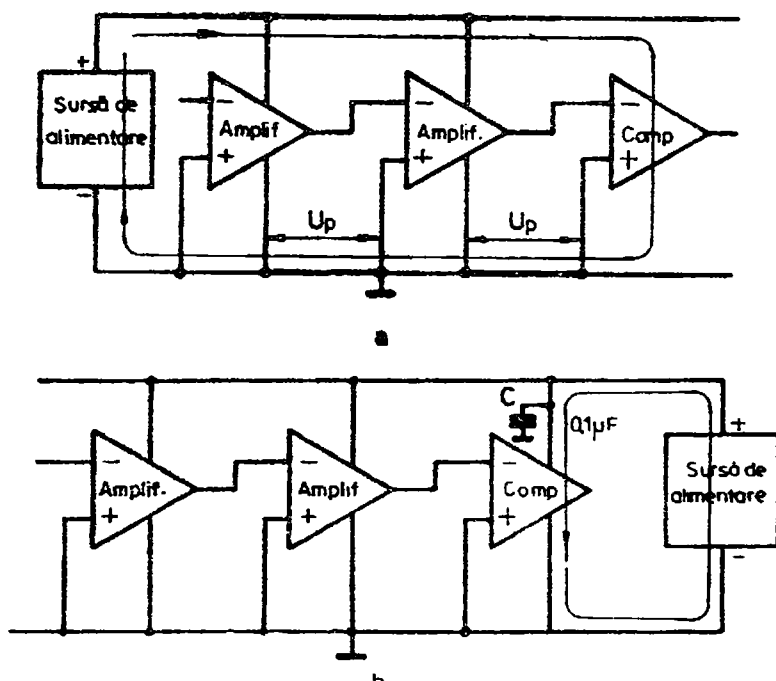 +
Sursă de
alimentare
-
-
Amplif
+
-
Amplif.
+
-
Comp
+
Up
Up
a
C
0,1μF
-
Amplif.
+
-
Amplif
+
-
Comp
+
+
Sursă de
alimentare
-
b